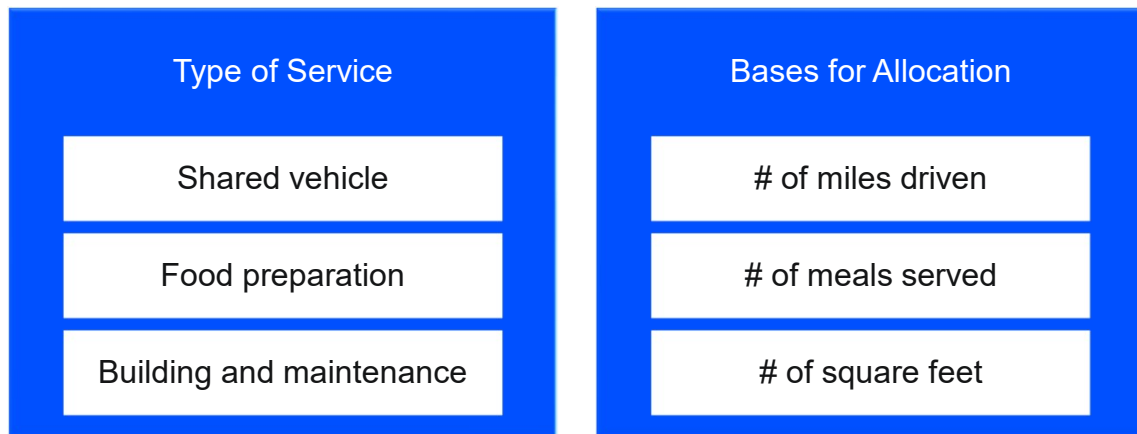 Type of Service
Shared vehicle
Food preparation
Building and maintenance
Bases for Allocation
# of miles driven
# of meals served
# of square feet